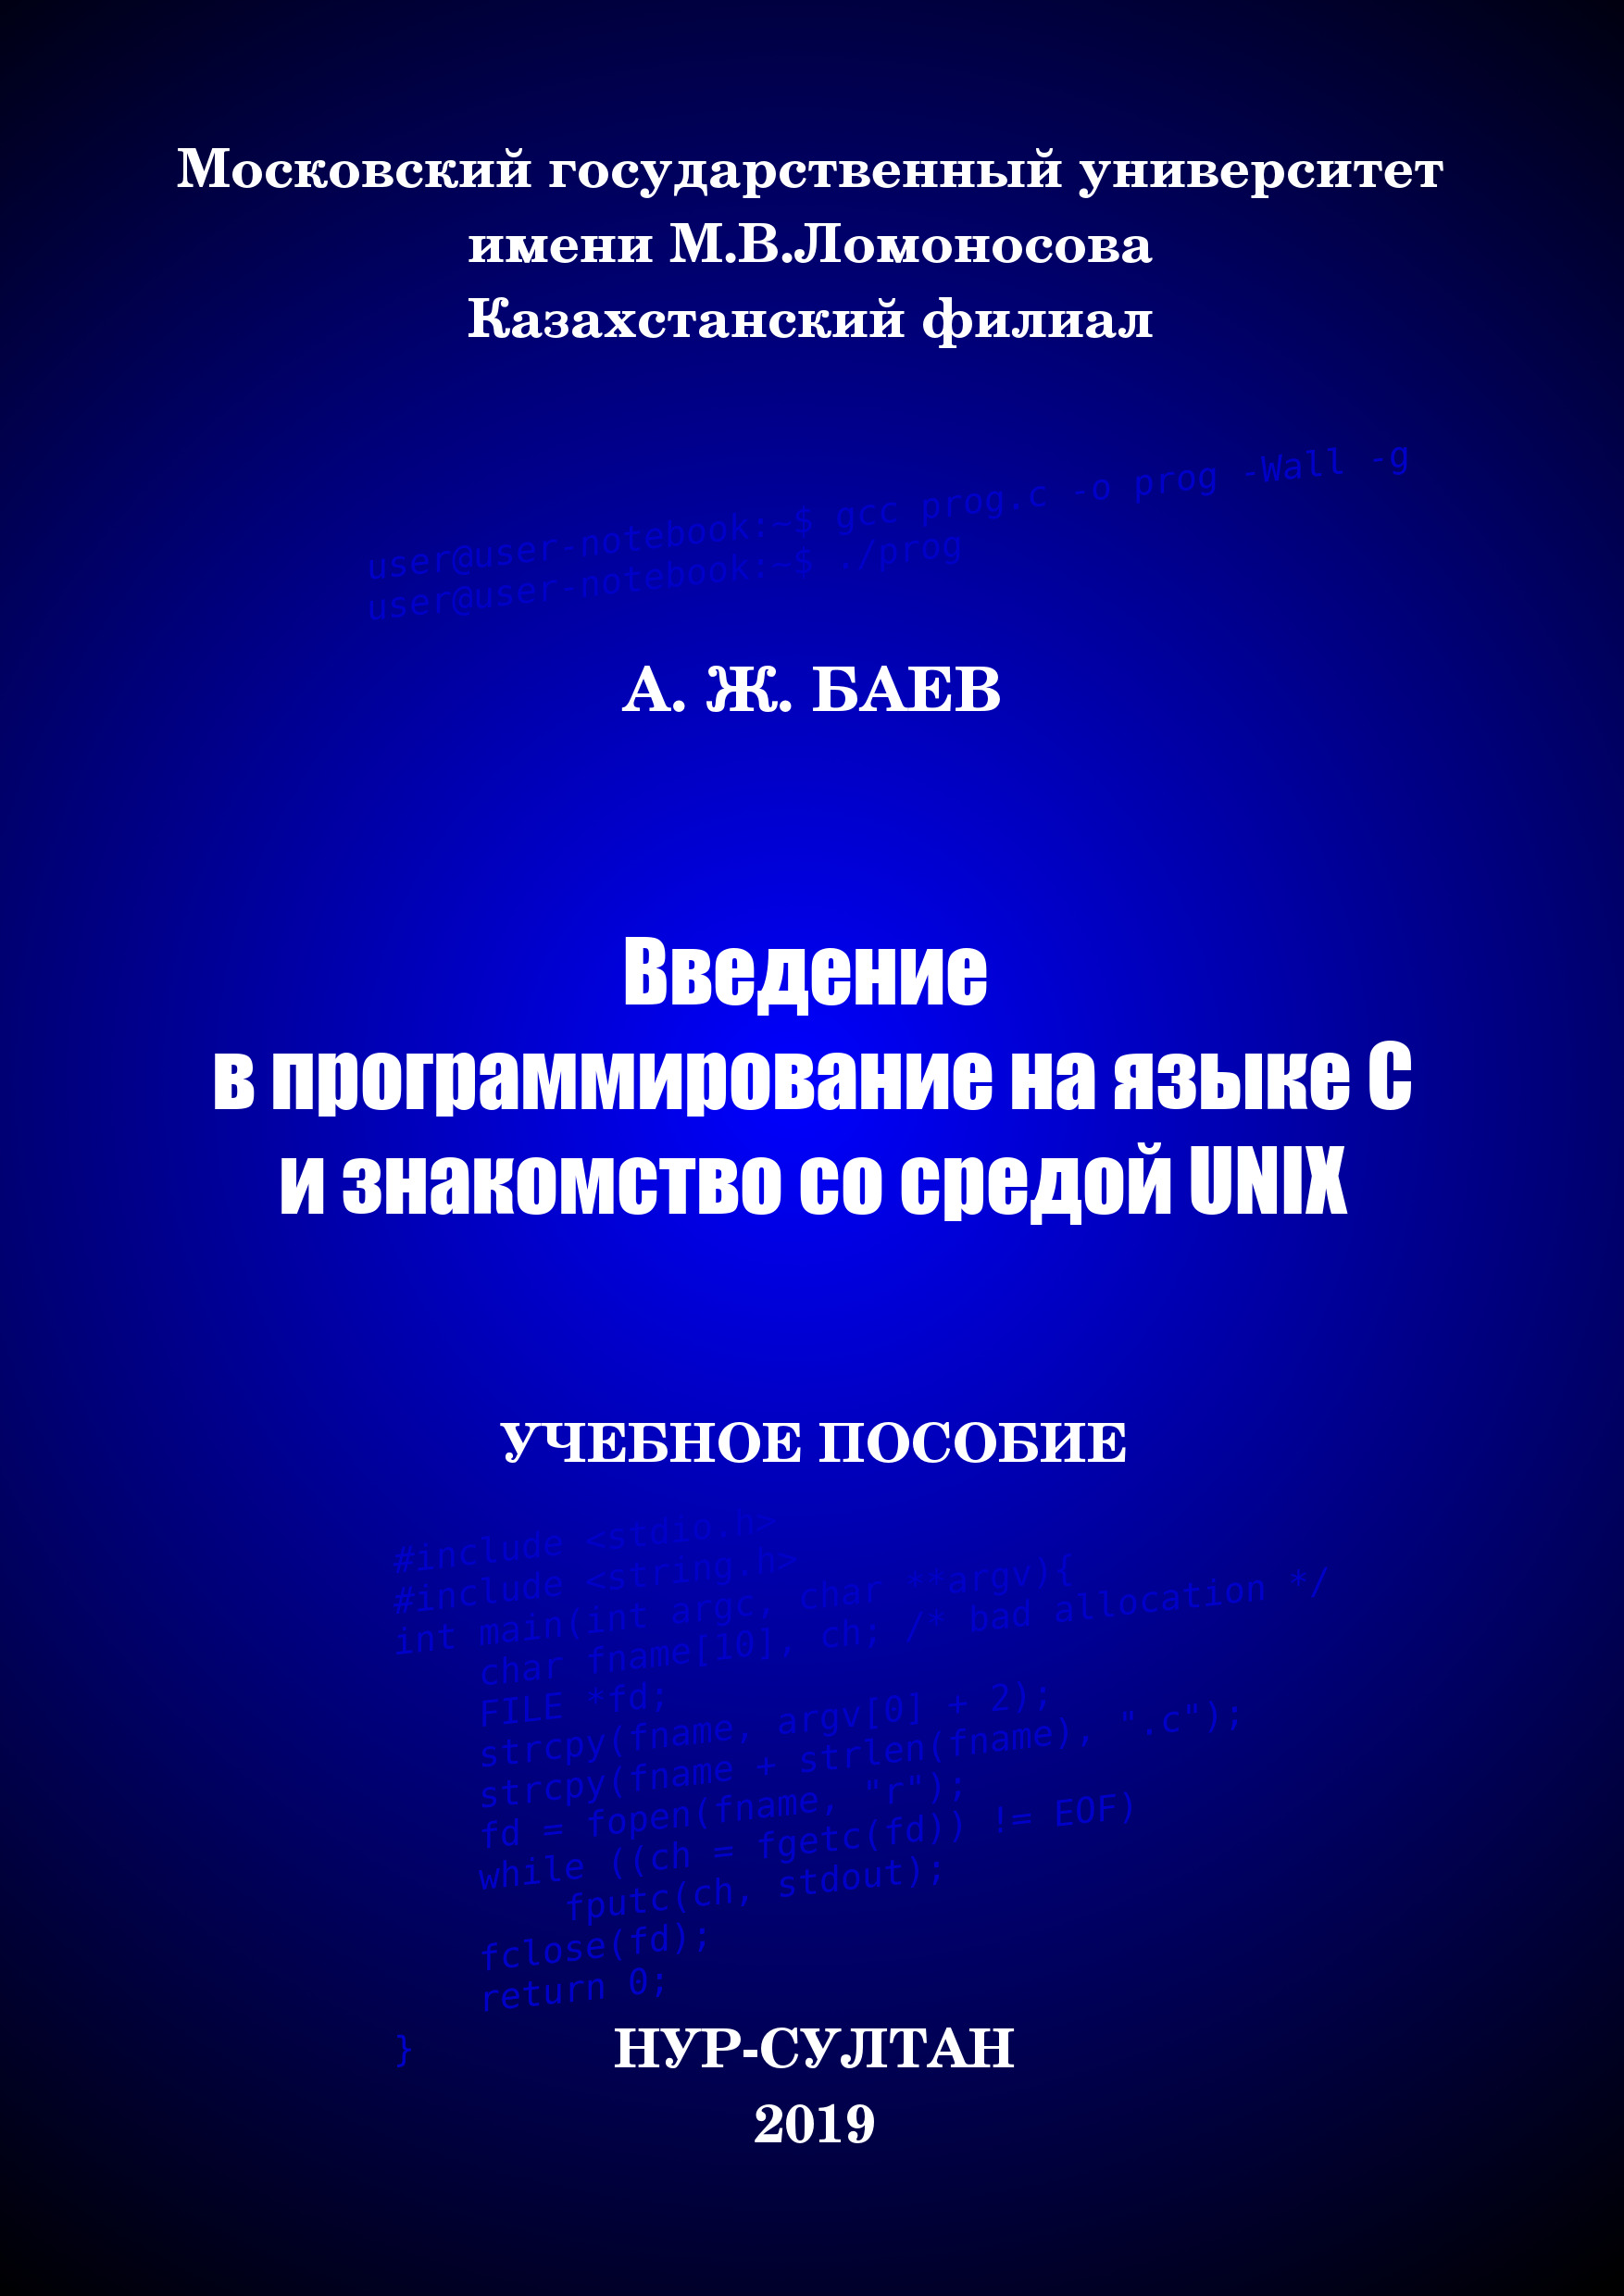 Московский государственный университет
имени М.В.Ломоносова
Казахстанский филиал
user@user-notebook:~$ gcc prog.c -o prog -Wall -g
user@user-notebook:~$ ./prog
А. Ж. БАЕВ
Введение
в программирование на языке С
и знакомство со средой UNIX
УЧЕБНОЕ ПОСОБИЕ
#include <stdio.h>
#include <string.h>
int main(int argc, char **argv){
    char fname[10], ch; /* bad allocation */
    FILE *fd;
    strcpy(fname, argv[0] + 2);
    strcpy(fname + strlen(fname), ".c");
    fd = fopen(fname, "r");
    while ((ch = fgetc(fd)) != EOF)
        fputc(ch, stdout);
    fclose(fd);
    return 0;
}
НУР-СУЛТАН
2019